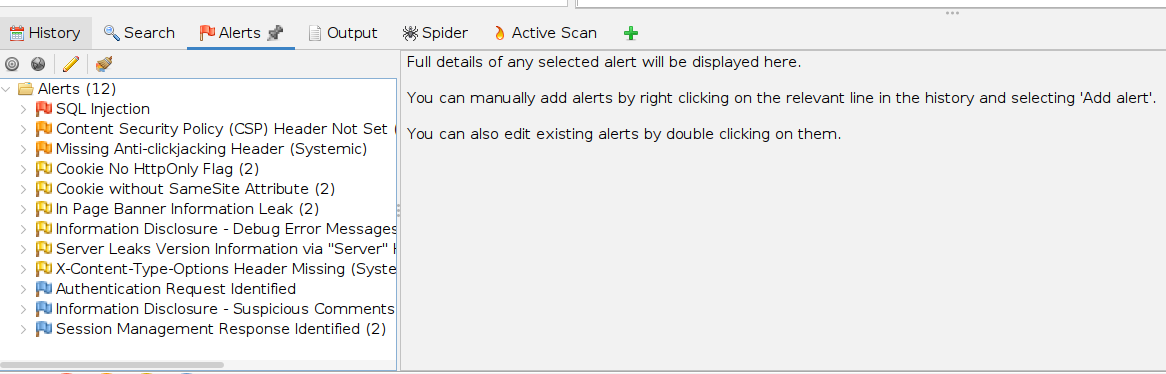 History Search Alerts Output Spider Active Scan
Alerts (12)
SQL Injection
Content Security Policy (CSP) Header Not Set (
Missing Anti-clickjacking Header (Systemic)
Cookie No HttpOnly Flag (2)
Cookie without SameSite Attribute (2)
In Page Banner Information Leak (2)
Information Disclosure - Debug Error Messages
Server Leaks Version Information via "Server"
X-Content-Type-Options Header Missing (Syste
Authentication Request Identified
Information Disclosure - Suspicious Comments
Session Management Response Identified (2)
Full details of any selected alert will be displayed here.
You can manually add alerts by right clicking on the relevant line in the history and selecting 'Add alert'.
You can also edit existing alerts by double clicking on them.